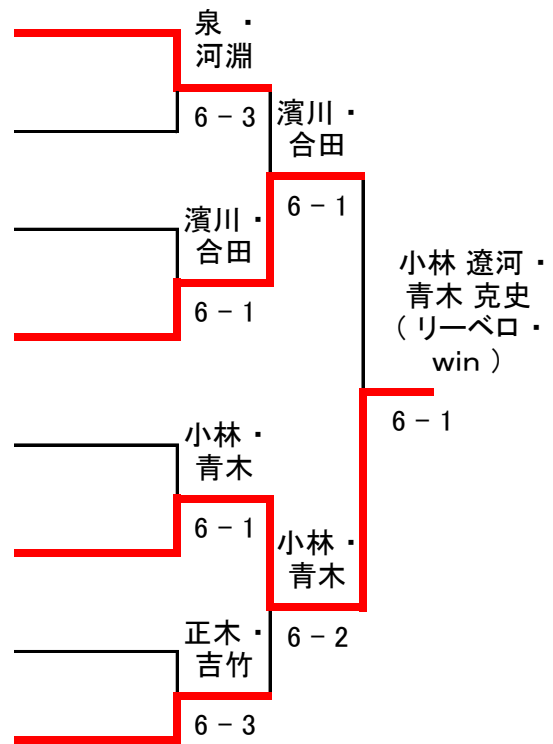 泉 ・
河淵
6－3
濱川・
合田
6－1
濱川・
合田
6－1
小林 遼河・
青木 克史
（リーベロ・
win）
6－1
小林・
青木
6－1
小林・
青木
6－2
正木・
吉竹
6－3